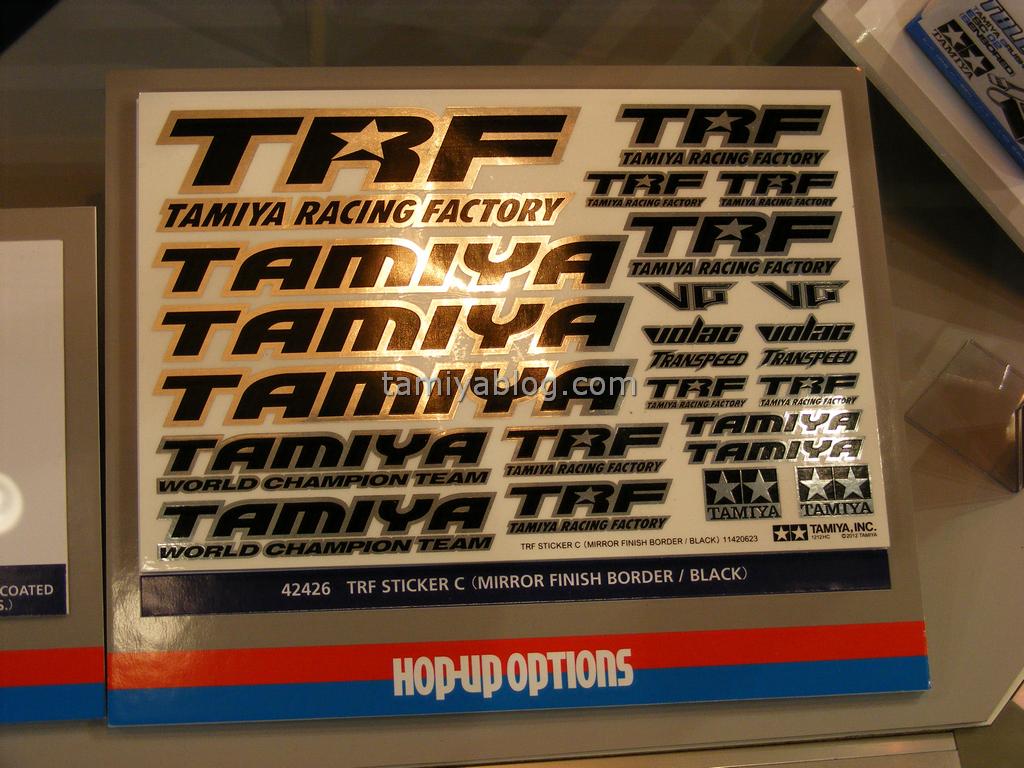 TRF
TAMIYA RACING FACTORY
TAMIYA
TAMIYA
TAMIYA
TAMIYA
WORLD CHAMPION TEAM
TAMIYA
WORLD CHAMPION TEAM
TRF
TAMIYA RACING FACTORY
TRF
TAMIYA RACING FACTORY
TRF
TAMIYA RACING FACTORY
TRF TRF
TAMIYA RACING FACTORY TAMIYA RACING FACTORY
TRF
TAMIYA RACING FACTORY
VG VG
volac volac
TRANSPEED TRANSPEED
TRF TRF
TAMIYA RACING FACTORY TAMIYA RACING FACTORY
TAMIYA
TAMIYA
TAMIYA TAMIYA
TRF STICKER C (MIRROR FINISH BORDER / BLACK) 11420623
TAMIYA, INC.
1212HC ©2012 TAMIYA
tamiyablog.com
42426 TRF STICKER C (MIRROR FINISH BORDER / BLACK)
HOP-UP OPTIONS
COATED
S.)
TAMIYA